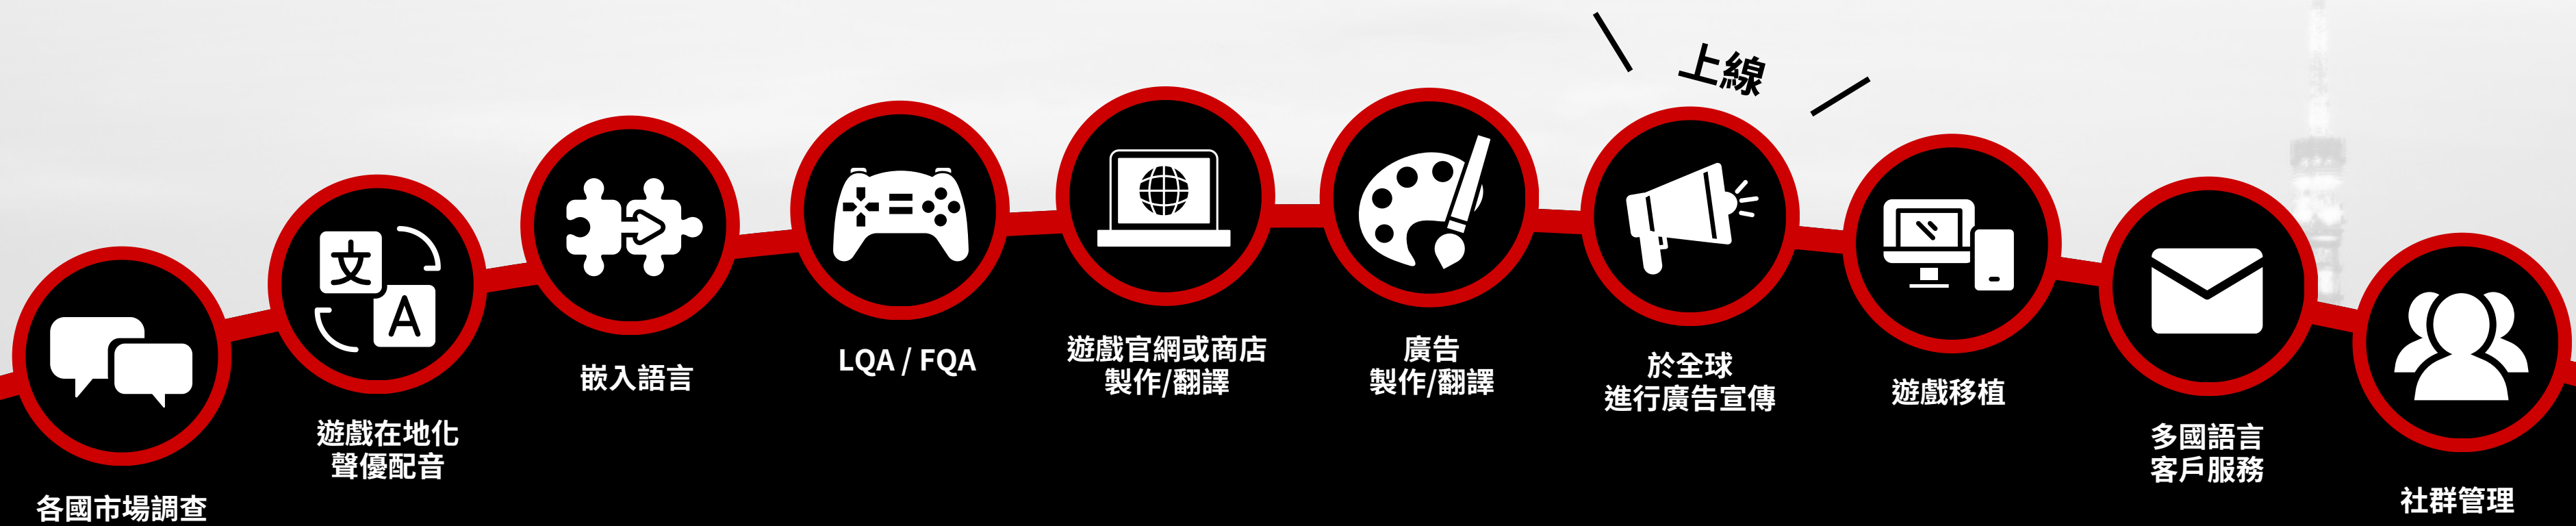 各國市場調查
文
A
遊戲在地化
聲優配音
嵌入語言
LQA / FQA
遊戲官網或商店
製作/翻譯
廣告
製作/翻譯
上線
於全球
進行廣告宣傳
遊戲移植
多國語言
客戶服務
社群管理